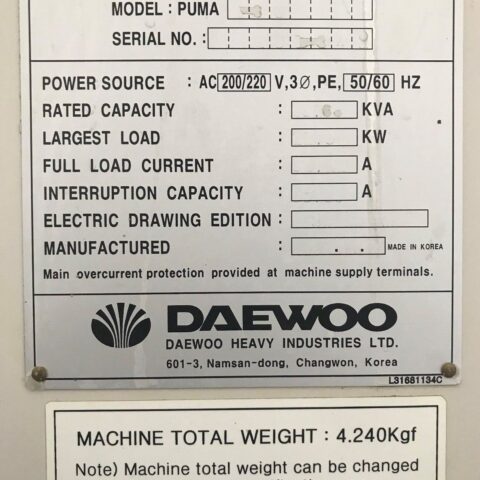 MODEL: PUMA
SERIAL NO. :
POWER SOURCE : AC 200/220 V,3Ø,PE, 50/60 HZ
RATED CAPACITY : KVA
LARGEST LOAD : KW
FULL LOAD CURRENT : A
INTERRUPTION CAPACITY : A
ELECTRIC DRAWING EDITION :
MANUFACTURED : . . MADE IN KOREA
Main overcurrent protection provided at machine supply terminals.
DAEWOO
DAEWOO HEAVY INDUSTRIES LTD.
601-3, Namsan-dong, Changwon, Korea
L31681134C
MACHINE TOTAL WEIGHT : 4.240Kgf
Note) Machine total weight can be changed